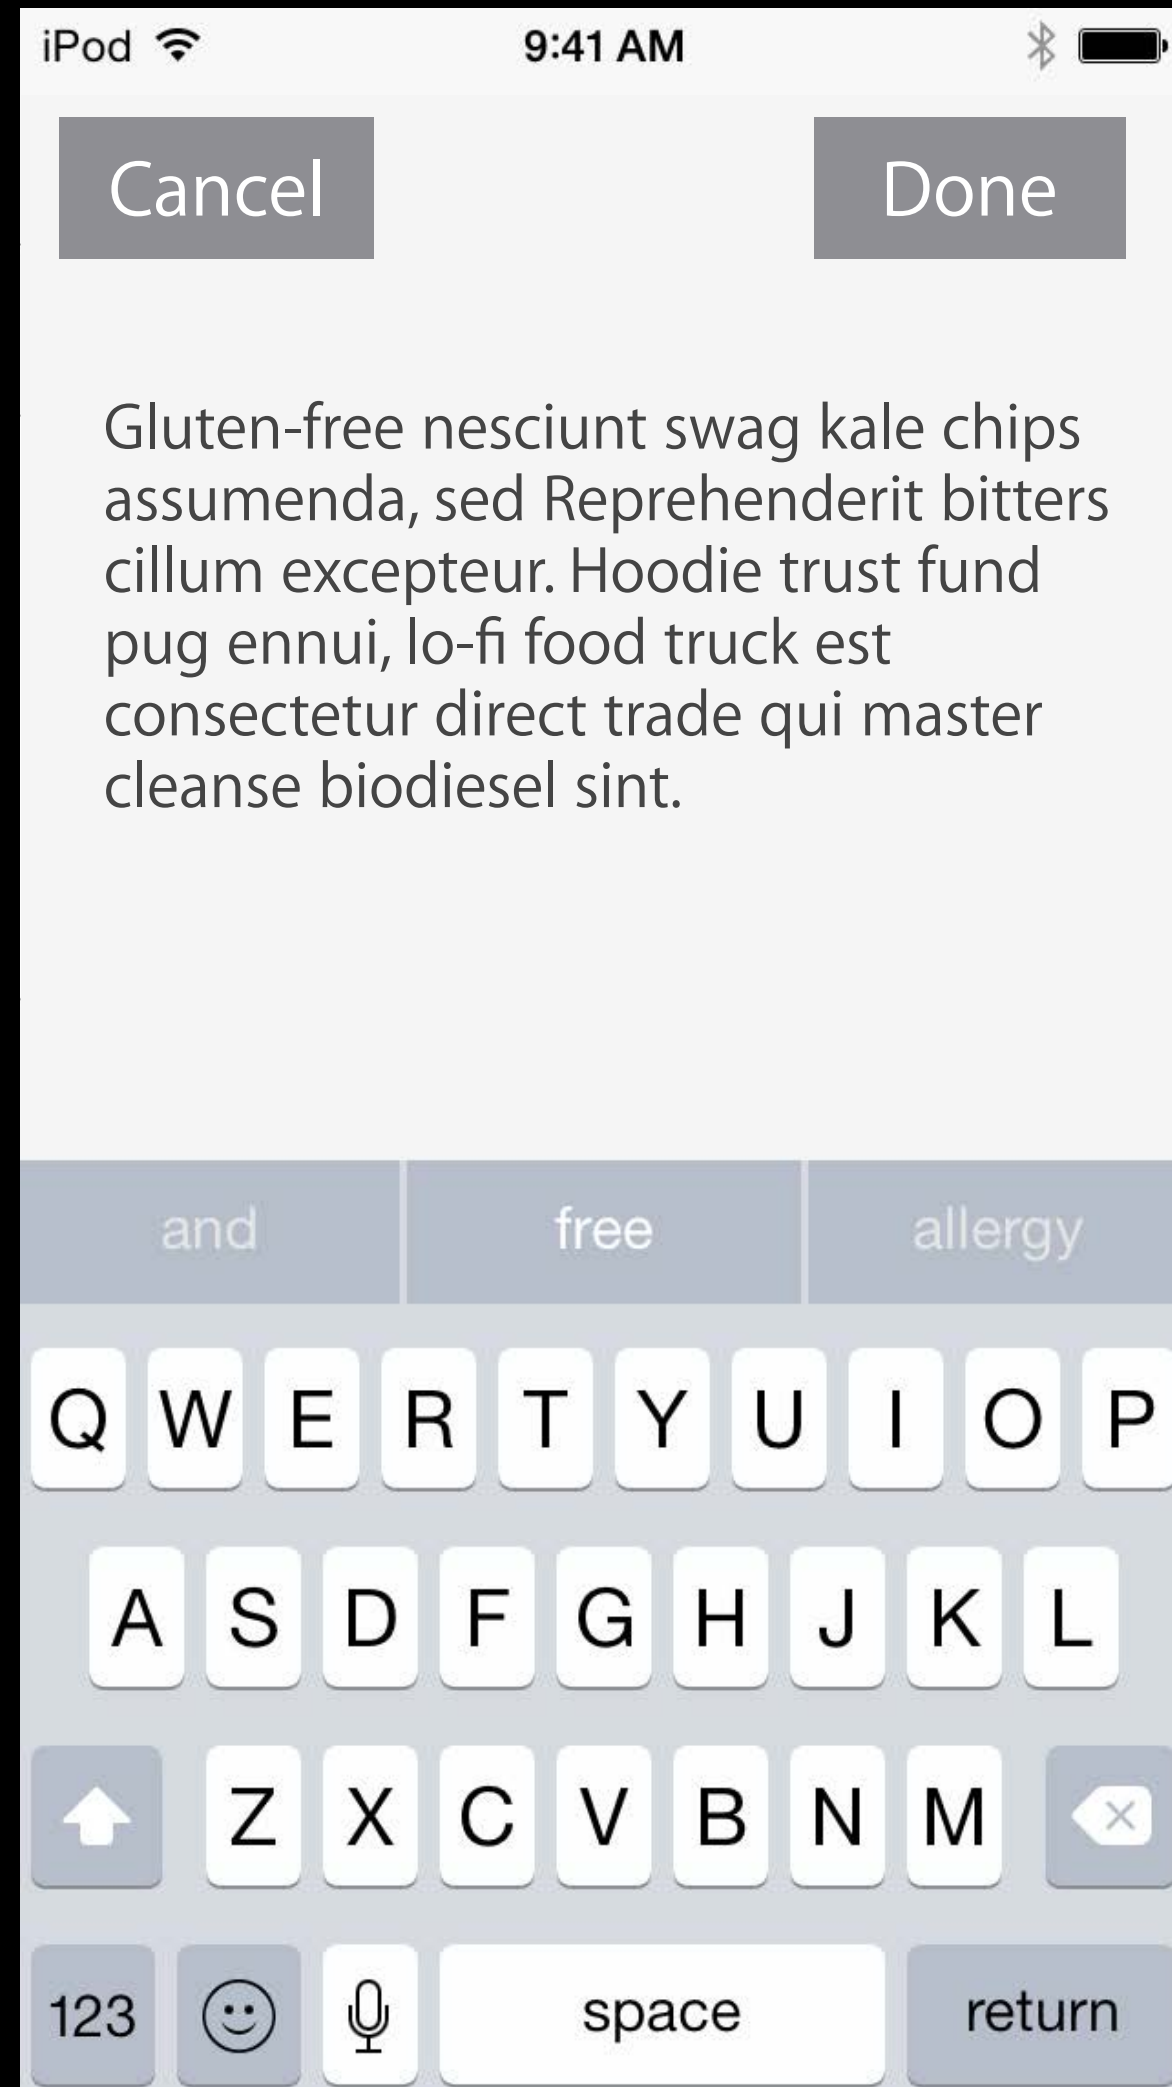 iPod 9:41 AM
Cancel Done
Gluten-free nesciunt swag kale chips
assumenda, sed Reprehenderit bitters
cillum excepteur. Hoodie trust fund
pug ennui, lo-fi food truck est
consectetur direct trade qui master
cleanse biodiesel sint.
and free allergy
Q W E R T Y U I O P
A S D F G H J K L
Z X C V B N M
123 space return